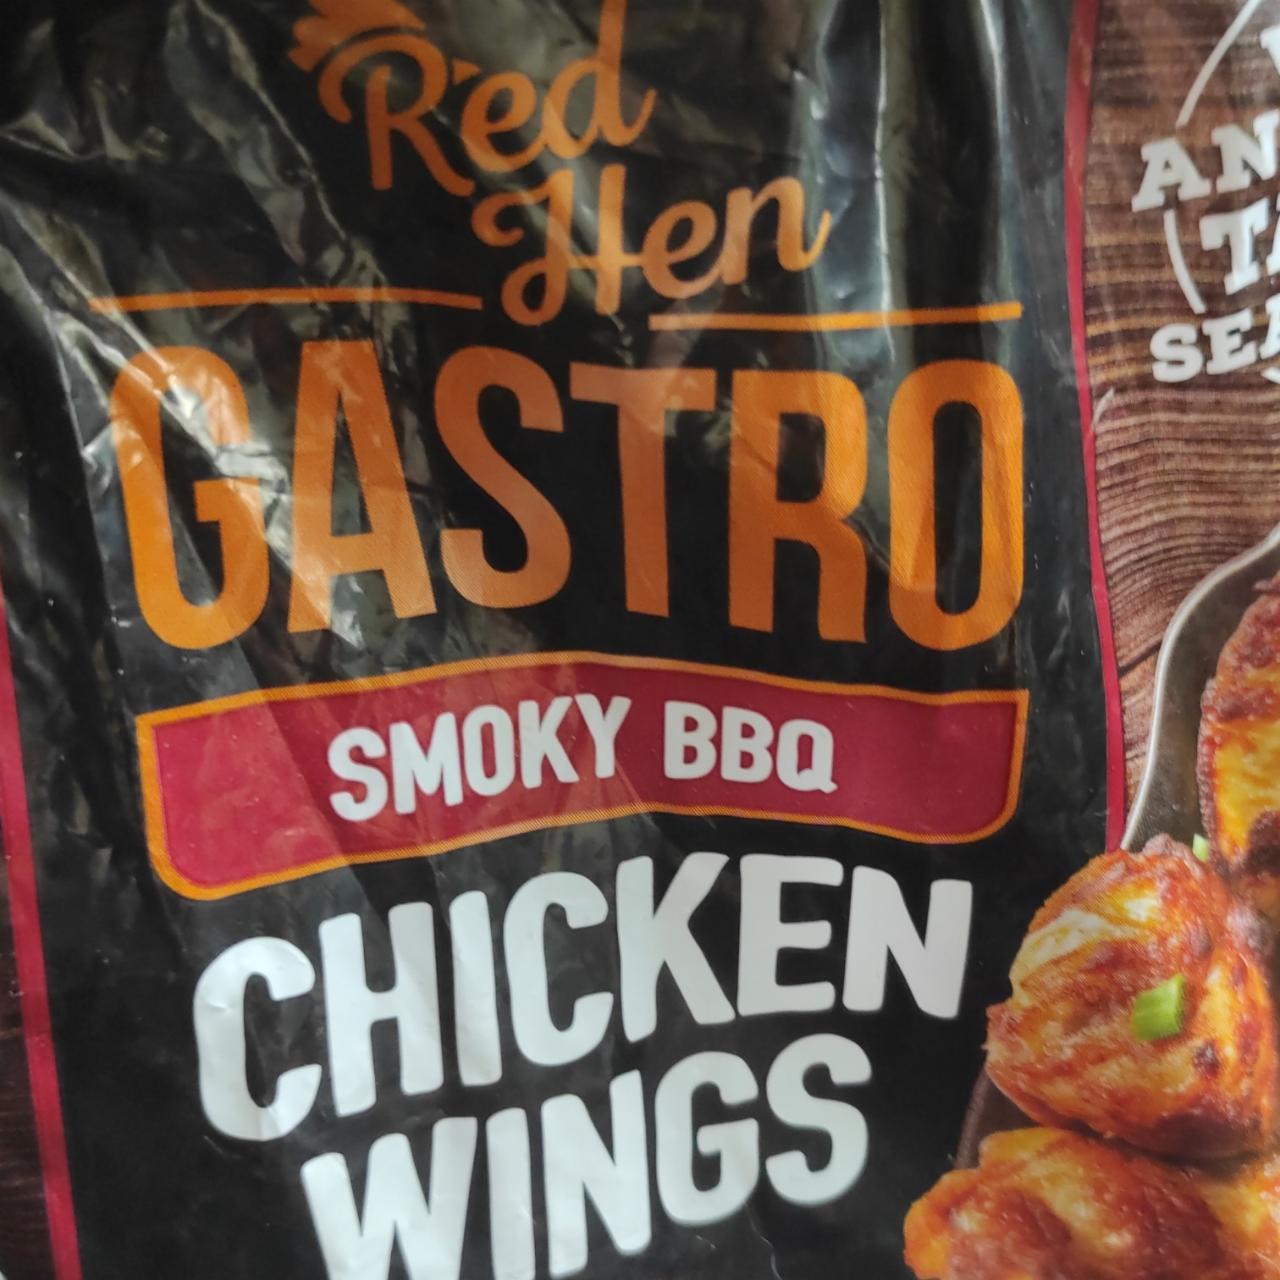 Red
Hen
GASTRO
SMOKY BBQ
CHICKEN
WINGS